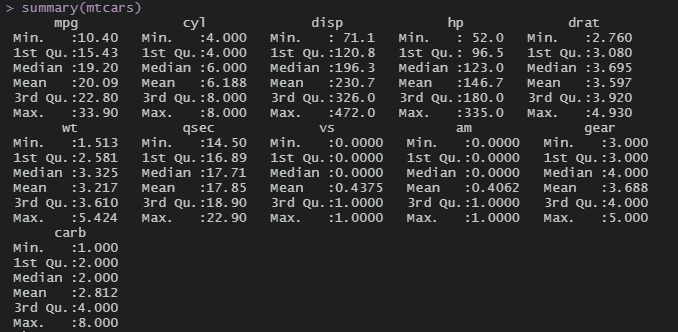 > summary(mtcars)
mpg cyl disp hp drat
Min. :10.40 Min. :4.000 Min. : 71.1 Min. : 52.0 Min. :2.760
1st Qu.:15.43 1st Qu.:4.000 1st Qu.:120.8 1st Qu.: 96.5 1st Qu.:3.080
Median :19.20 Median :6.000 Median :196.3 Median :123.0 Median :3.695
Mean :20.09 Mean :6.188 Mean :230.7 Mean :146.7 Mean :3.597
3rd Qu.:22.80 3rd Qu.:8.000 3rd Qu.:326.0 3rd Qu.:180.0 3rd Qu.:3.920
Max. :33.90 Max. :8.000 Max. :472.0 Max. :335.0 Max. :4.930
wt qsec vs am gear
Min. :1.513 Min. :14.50 Min. :0.0000 Min. :0.0000 Min. :3.000
1st Qu.:2.581 1st Qu.:16.89 1st Qu.:0.0000 1st Qu.:0.0000 1st Qu.:3.000
Median :3.325 Median :17.71 Median :0.0000 Median :0.0000 Median :4.000
Mean :3.217 Mean :17.85 Mean :0.4375 Mean :0.4062 Mean :3.688
3rd Qu.:3.610 3rd Qu.:18.90 3rd Qu.:1.0000 3rd Qu.:1.0000 3rd Qu.:4.000
Max. :5.424 Max. :22.90 Max. :1.0000 Max. :1.0000 Max. :5.000
carb
Min. :1.000
1st Qu.:2.000
Median :2.000
Mean :2.812
3rd Qu.:4.000
Max. :8.000